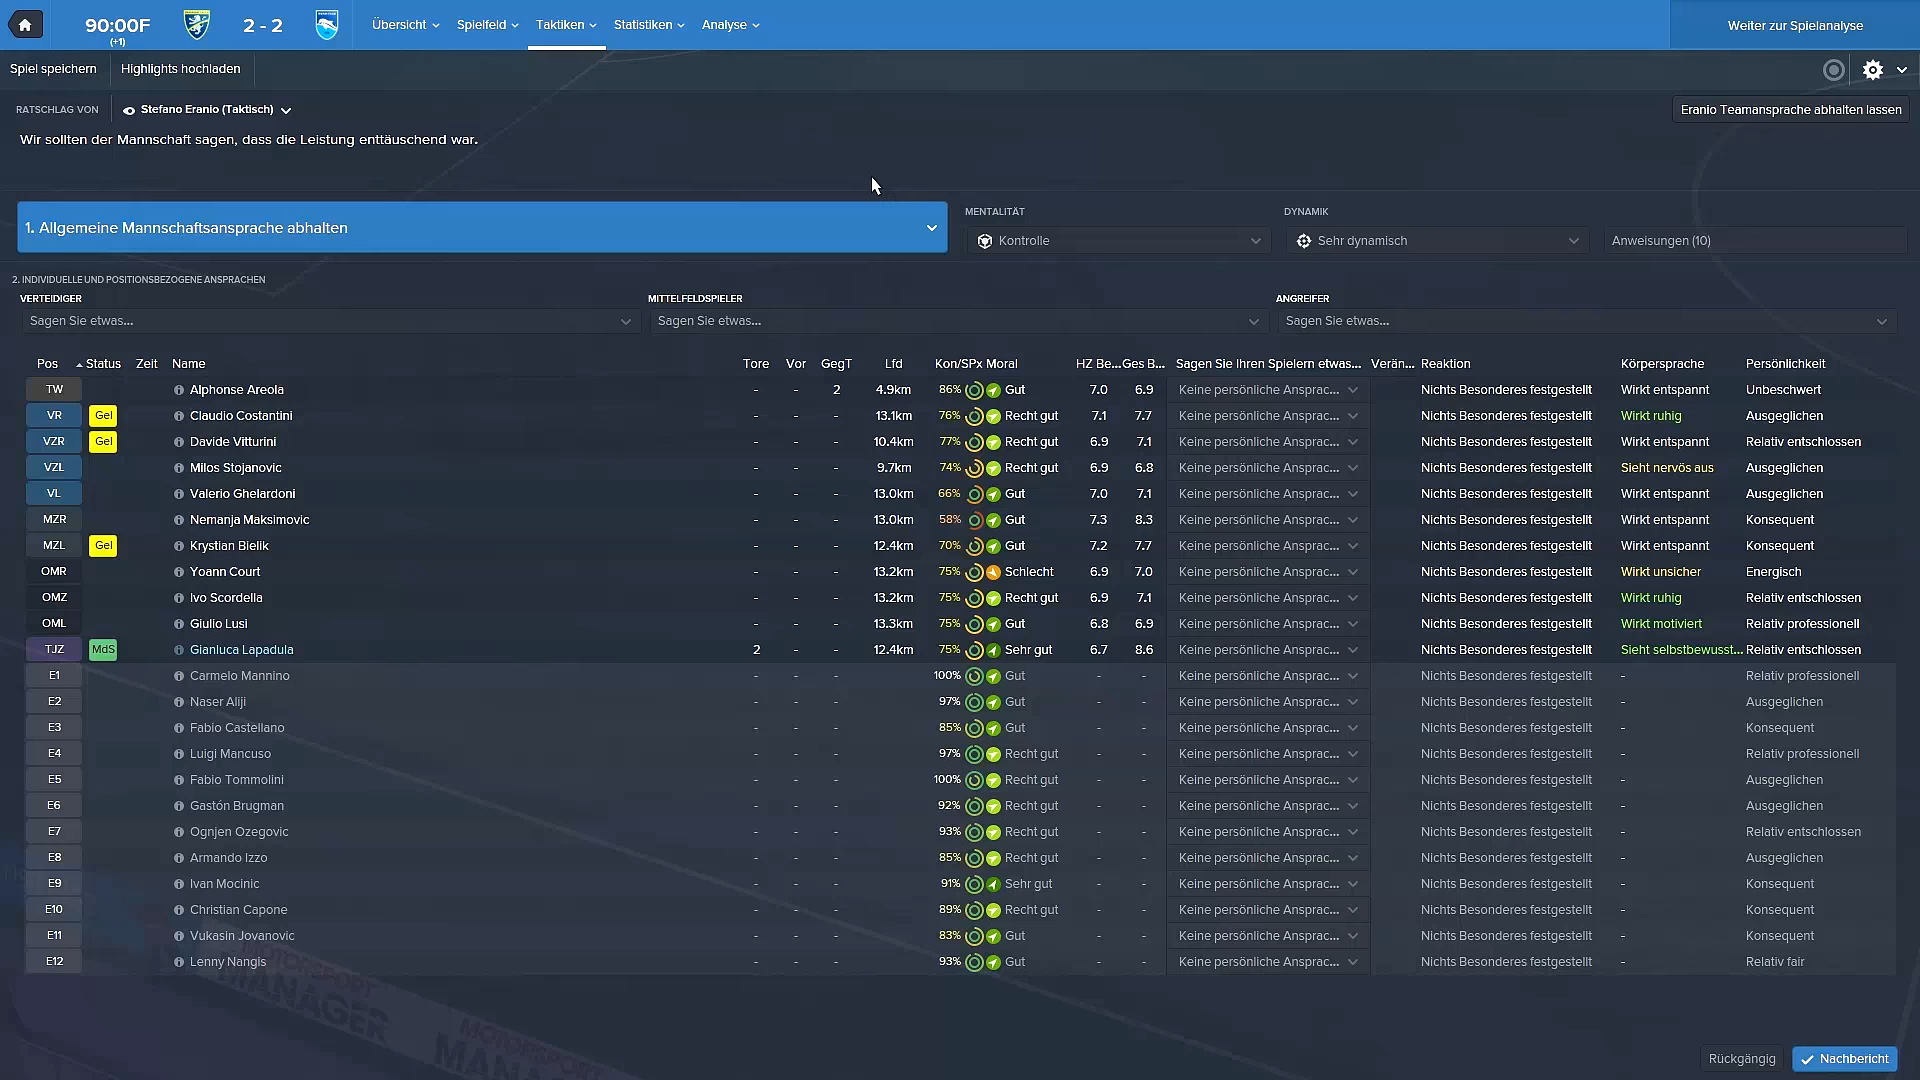 90:00F
(+1)
2 - 2
Übersicht Spielfeld Taktiken Statistiken Analyse
Weiter zur Spielanalyse
Spiel speichern Highlights hochladen
RATSCHLAG VON Stefano Eranio (Taktisch)
Eranio Teamansprache abhalten lassen
Wir sollten der Mannschaft sagen, dass die Leistung enttäuschend war.
1. Allgemeine Mannschaftsansprache abhalten
MENTALITÄT DYNAMIK
Kontrolle Sehr dynamisch Anweisungen (10)
2. INDIVIDUELLE UND POSITIONSBEZOGENE ANSPRACHEN
VERTEIDIGER MITTELFELDSPIELER ANGREIFER
Sagen Sie etwas... Sagen Sie etwas... Sagen Sie etwas...
Pos Status Zeit Name Tore Vor GegT Lfd Kon/SPx Moral HZ Be... Ges B... Sagen Sie Ihren Spielern etwas... Verän... Reaktion Körpersprache Persönlichkeit
TW Alphonse Areola - - 2 4.9km 86% Gut 7.0 6.9 Keine persönliche Ansprac... Nichts Besonderes festgestellt Wirkt entspannt Unbeschwert
VR Gel Claudio Costantini - - - 13.1km 76% Recht gut 7.1 7.7 Keine persönliche Ansprac... Nichts Besonderes festgestellt Wirkt ruhig Ausgeglichen
VZR Gel Davide Vitturini - - - 10.4km 77% Recht gut 6.9 7.1 Keine persönliche Ansprac... Nichts Besonderes festgestellt Wirkt entspannt Relativ entschlossen
VZL Milos Stojanovic - - - 9.7km 74% Recht gut 6.9 6.8 Keine persönliche Ansprac... Nichts Besonderes festgestellt Sieht nervös aus Ausgeglichen
VL Valerio Ghelardoni - - - 13.0km 66% Gut 7.0 7.1 Keine persönliche Ansprac... Nichts Besonderes festgestellt Wirkt entspannt Ausgeglichen
MZR Nemanja Maksimovic - - - 13.0km 58% Gut 7.3 8.3 Keine persönliche Ansprac... Nichts Besonderes festgestellt Wirkt entspannt Konsequent
MZL Gel Krystian Bielik - - - 12.4km 70% Gut 7.2 7.7 Keine persönliche Ansprac... Nichts Besonderes festgestellt Wirkt entspannt Konsequent
OMR Yoann Court - - - 13.2km 75% Schlecht 6.9 7.0 Keine persönliche Ansprac... Nichts Besonderes festgestellt Wirkt unsicher Energisch
OMZ Ivo Scordella - - - 13.2km 75% Recht gut 6.9 7.1 Keine persönliche Ansprac... Nichts Besonderes festgestellt Wirkt ruhig Relativ entschlossen
OML Giulio Lusi - - - 13.3km 75% Gut 6.8 6.9 Keine persönliche Ansprac... Nichts Besonderes festgestellt Wirkt motiviert Relativ professionell
TJZ MdS Gianluca Lapadula 2 - - 12.4km 75% Sehr gut 6.7 8.6 Keine persönliche Ansprac... Nichts Besonderes festgestellt Sieht selbstbewusst... Relativ entschlossen
E1 Carmelo Mannino - - - 100% Gut - - Keine persönliche Ansprac... Nichts Besonderes festgestellt - Relativ professionell
E2 Naser Aliji - - - 97% Gut - - Keine persönliche Ansprac... Nichts Besonderes festgestellt - Ausgeglichen
E3 Fabio Castellano - - - 85% Gut - - Keine persönliche Ansprac... Nichts Besonderes festgestellt - Konsequent
E4 Luigi Mancuso - - - 97% Recht gut - - Keine persönliche Ansprac... Nichts Besonderes festgestellt - Relativ professionell
E5 Fabio Tommolini - - - 100% Recht gut - - Keine persönliche Ansprac... Nichts Besonderes festgestellt - Ausgeglichen
E6 Gastón Brugman - - - 92% Recht gut - - Keine persönliche Ansprac... Nichts Besonderes festgestellt - Ausgeglichen
E7 Ognjen Ozegovic - - - 93% Recht gut - - Keine persönliche Ansprac... Nichts Besonderes festgestellt - Relativ entschlossen
E8 Armando Izzo - - - 85% Recht gut - - Keine persönliche Ansprac... Nichts Besonderes festgestellt - Ausgeglichen
E9 Ivan Mocinic - - - 91% Sehr gut - - Keine persönliche Ansprac... Nichts Besonderes festgestellt - Konsequent
E10 Christian Capone - - - 89% Recht gut - - Keine persönliche Ansprac... Nichts Besonderes festgestellt - Konsequent
E11 Vukasin Jovanovic - - - 83% Gut - - Keine persönliche Ansprac... Nichts Besonderes festgestellt - Konsequent
E12 Lenny Nangis - - - 93% Gut - - Keine persönliche Ansprac... Nichts Besonderes festgestellt - Relativ fair
MOTORSPORT
MANAGER
MOTORSPORT
Rückgängig Nachbericht